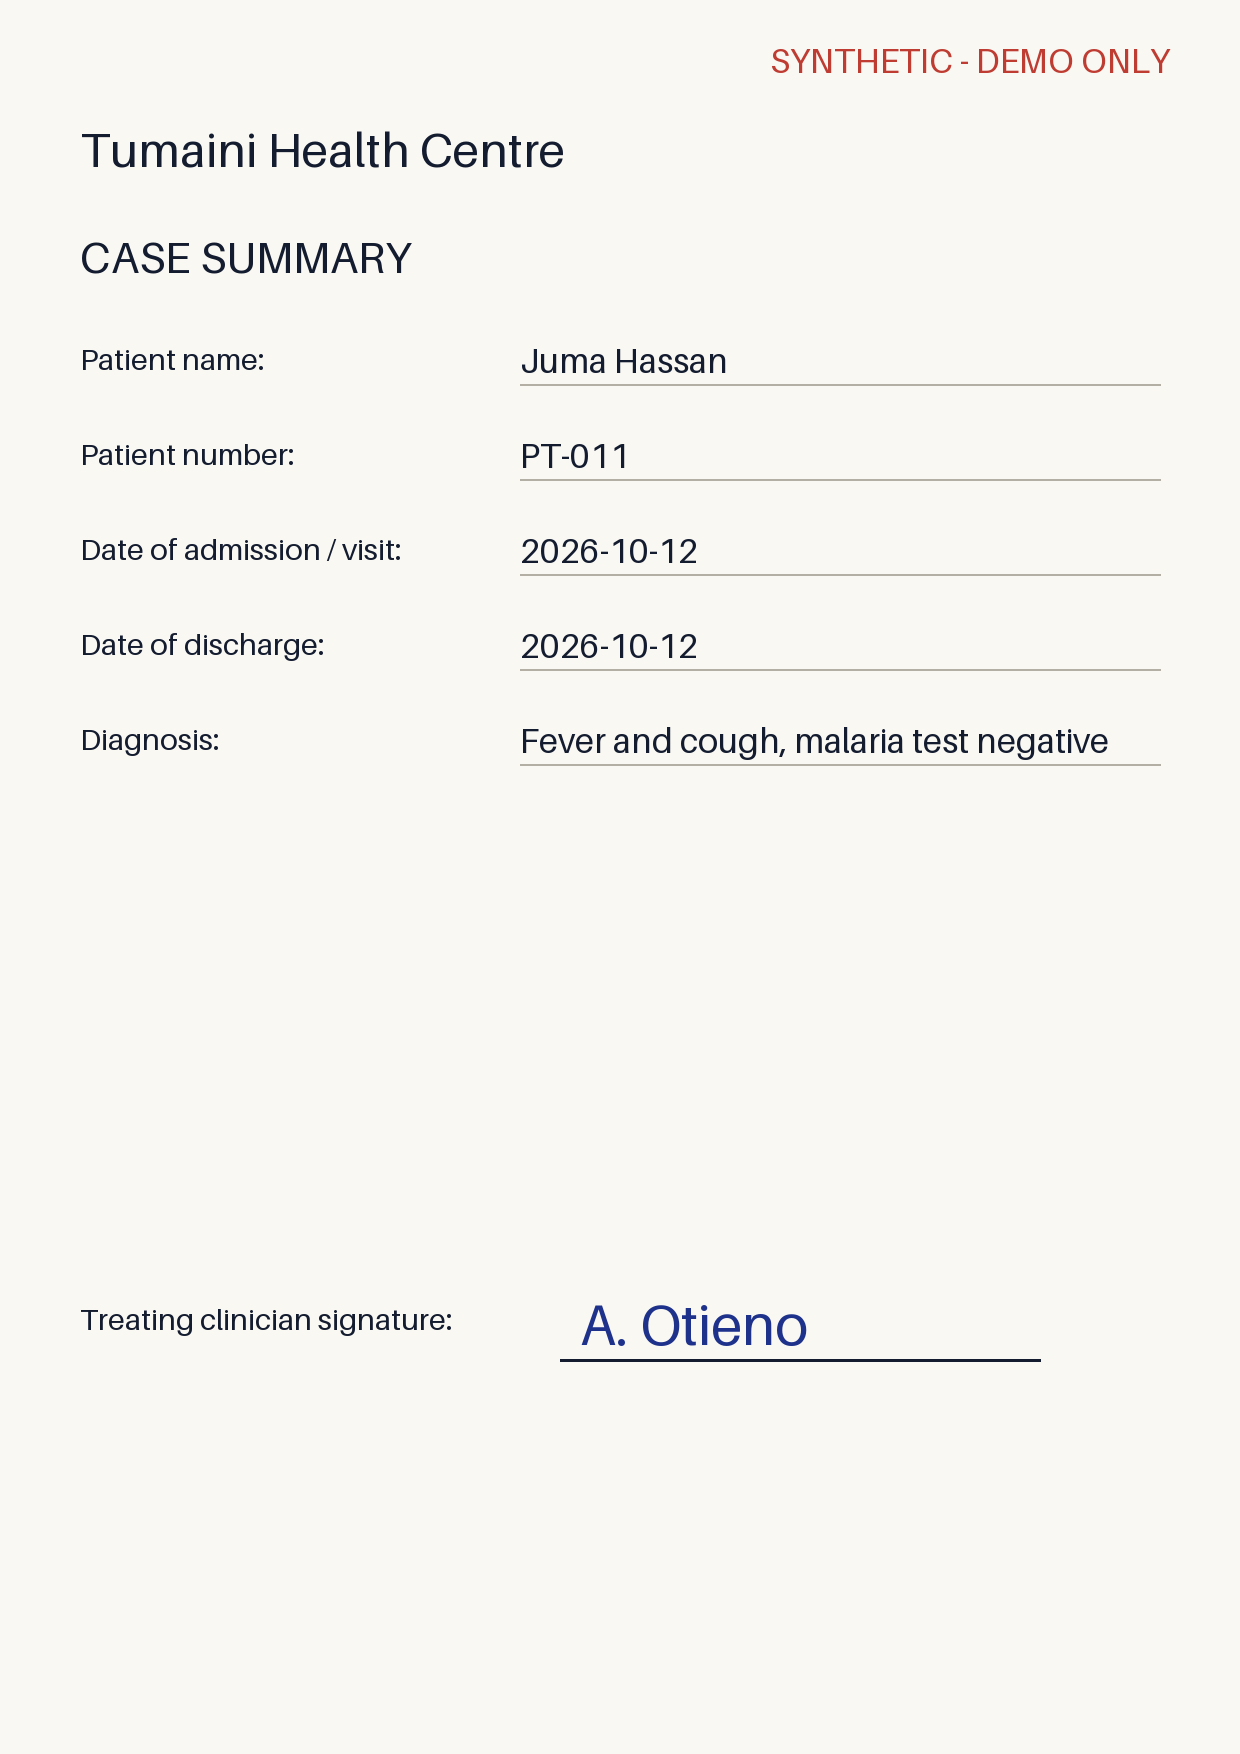 SYNTHETIC - DEMO ONLY
Tumaini Health Centre
CASE SUMMARY
Patient name: Juma Hassan
Patient number: PT-011
Date of admission / visit: 2026-10-12
Date of discharge: 2026-10-12
Diagnosis: Fever and cough, malaria test negative
Treating clinician signature: A. Otieno